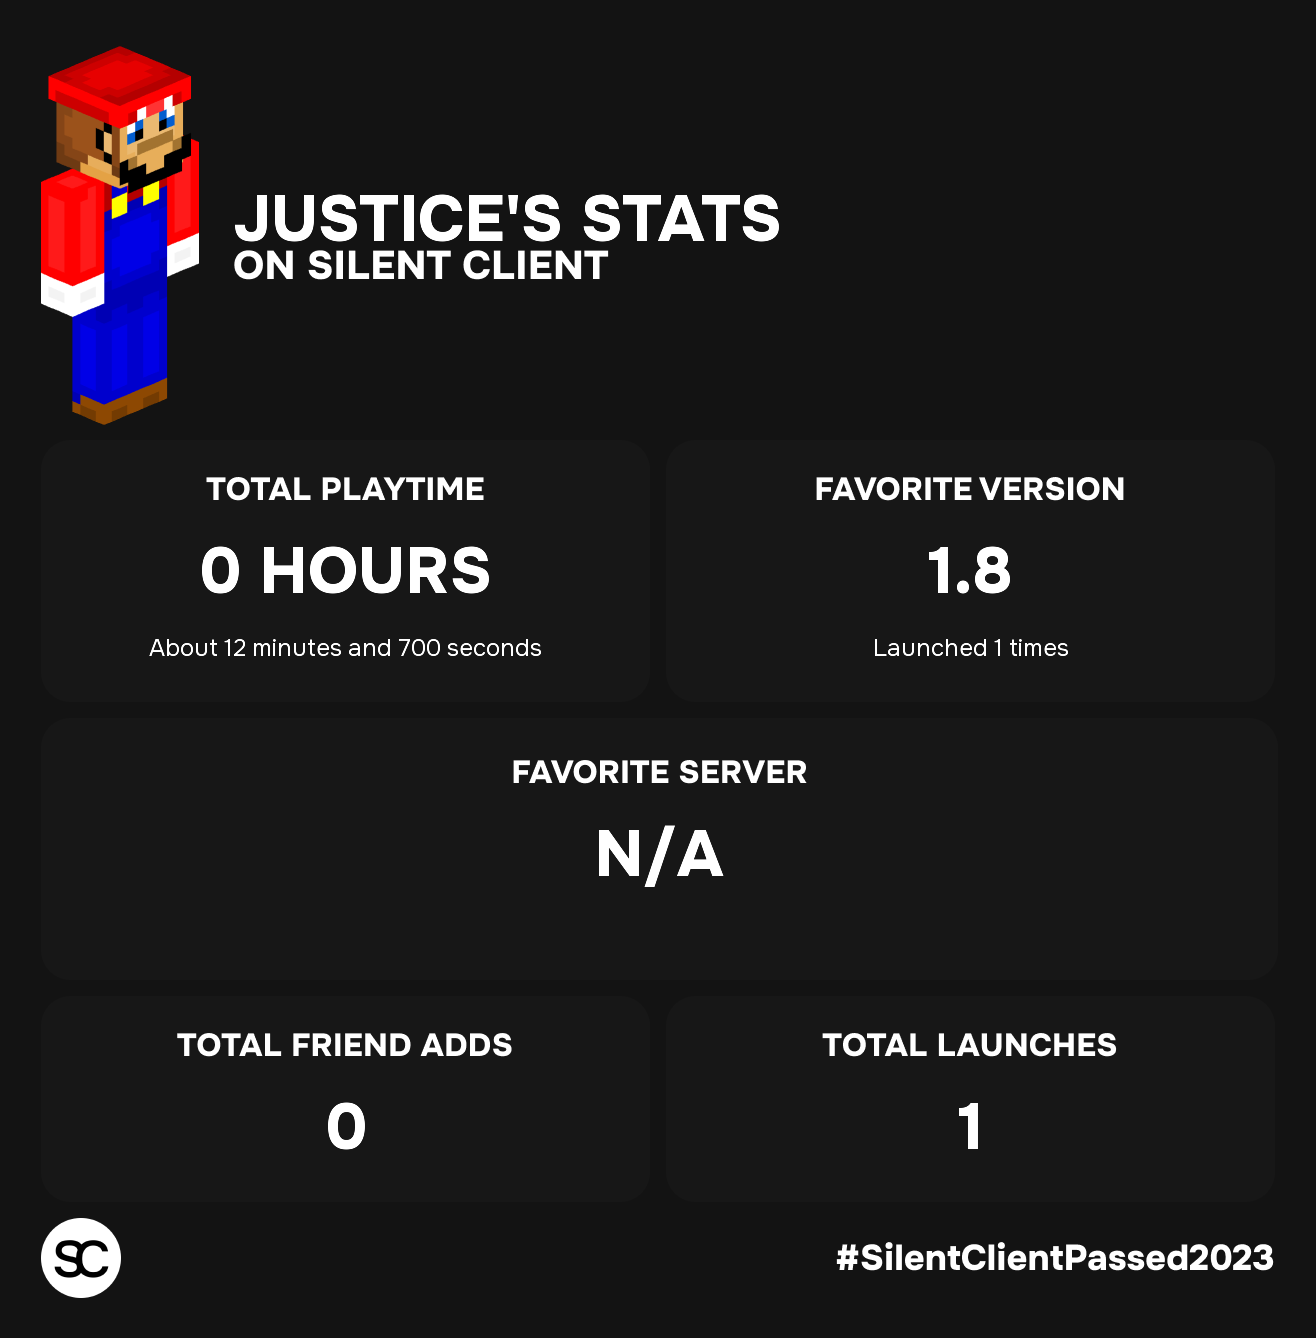 JUSTICE'S STATS
ON SILENT CLIENT
TOTAL PLAYTIME
0 HOURS
About 12 minutes and 700 seconds
FAVORITE VERSION
1.8
Launched 1 times
FAVORITE SERVER
N/A
TOTAL FRIEND ADDS
0
TOTAL LAUNCHES
1
SC
#SilentClientPassed2023